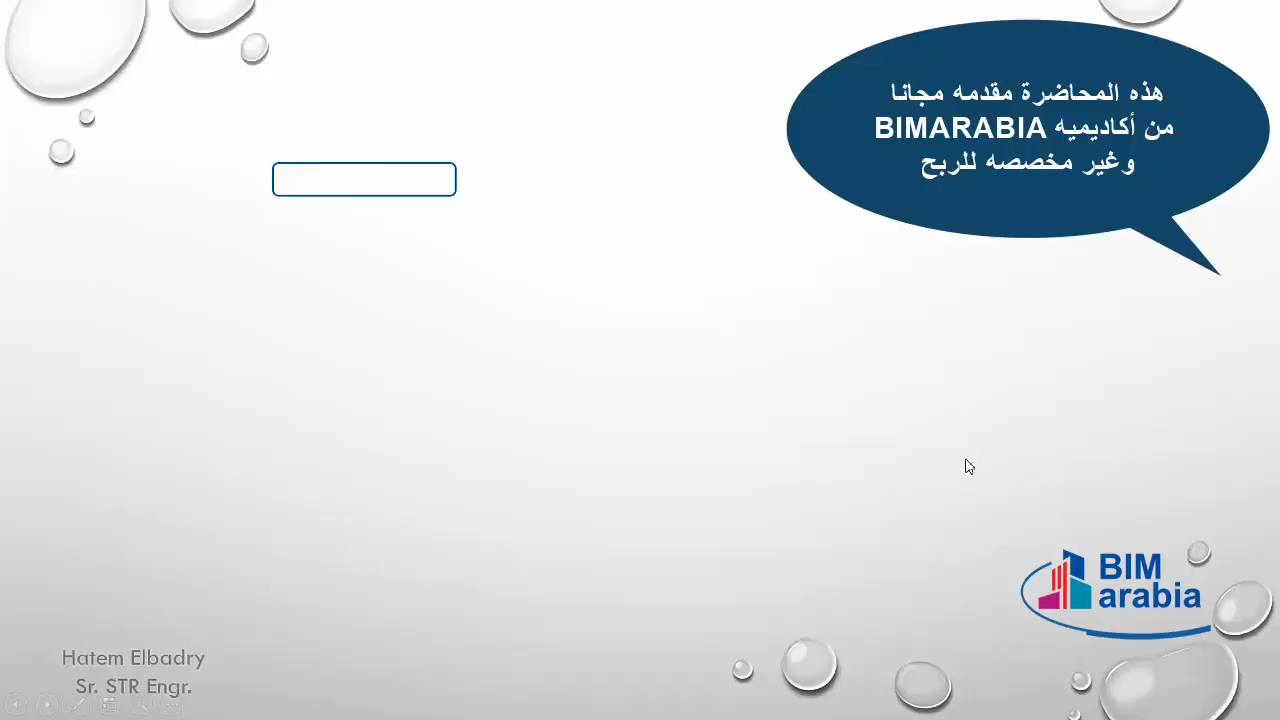 هذه المحاضرة مقدمه مجانا
من أكاديميه BIMARABIA
وغير مخصصه للربح
BIM
arabia
Hatem Elbadry
Sr. STR Engr.